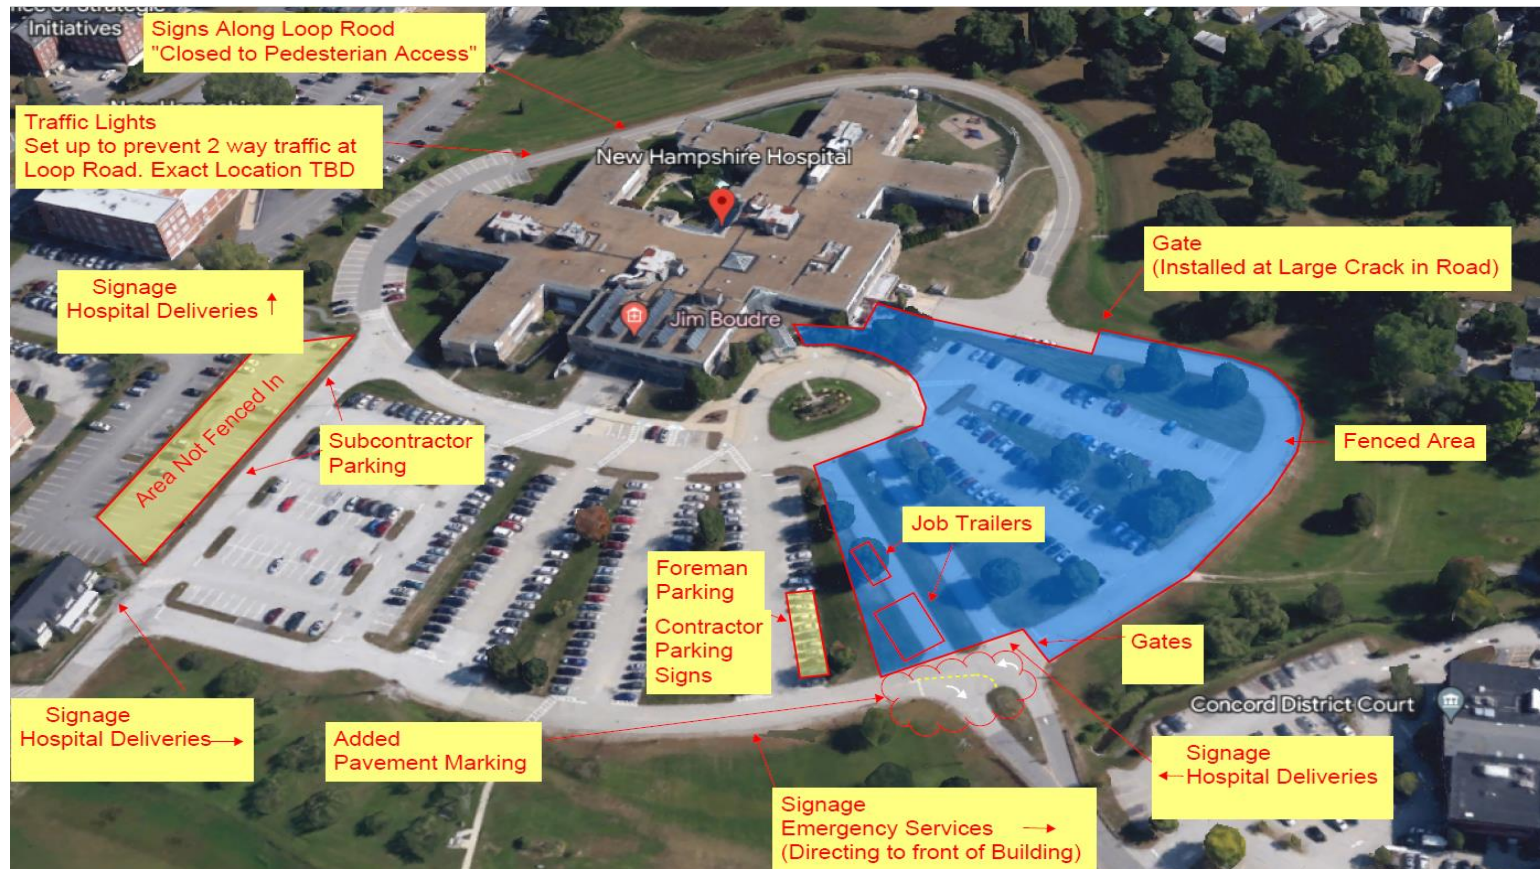 Initiatives
Signs Along Loop Rood
"Closed to Pedesterian Access"
Traffic Lights
Set up to prevent 2 way traffic at
Loop Road. Exact Location TBD
New Hampshire Hospital
Gate
(Installed at Large Crack in Road)
Signage
Hospital Deliveries ↑
Jim Boudre
Area Not Fenced In
Subcontractor
Parking
Fenced Area
Job Trailers
Foreman
Parking
Contractor
Parking
Signs
Gates
Concord District Court
Signage
Hospital Deliveries →
Added
Pavement Marking
Signage
← Hospital Deliveries
Signage
Emergency Services →
(Directing to front of Building)